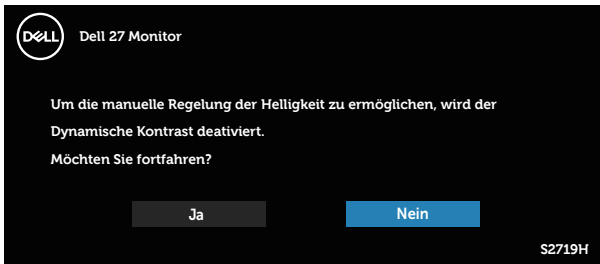 DELL
Dell 27 Monitor
Um die manuelle Regelung der Helligkeit zu ermöglichen, wird der
Dynamische Kontrast deativiert.
Möchten Sie fortfahren?
Ja
Nein
S2719H